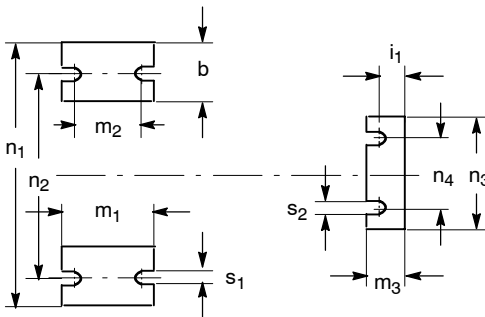 i₁
b
m₂
n₁
n₂
n₄
n₃
m₁
s₂
s₁
m₃